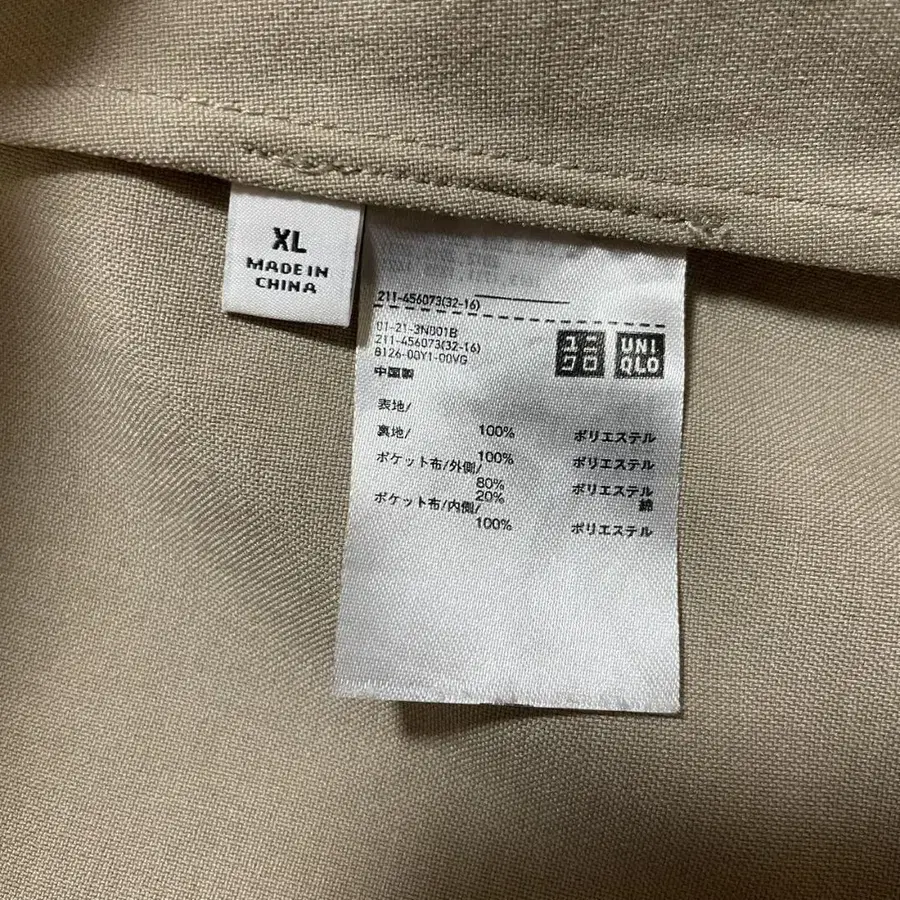 XL
MADE IN
CHINA
211-456073(32-16)
01-21-3N001B
211-456073(32-16)
8126-00Y1-00VG
中国製
ユニ
クロ
UNI
QLO
表地/
100% ポリエステル
裏地/
100% ポリエステル
ポケット布/外側/
80% ポリエステル
20% 綿
ポケット布/内側/
100% ポリエステル